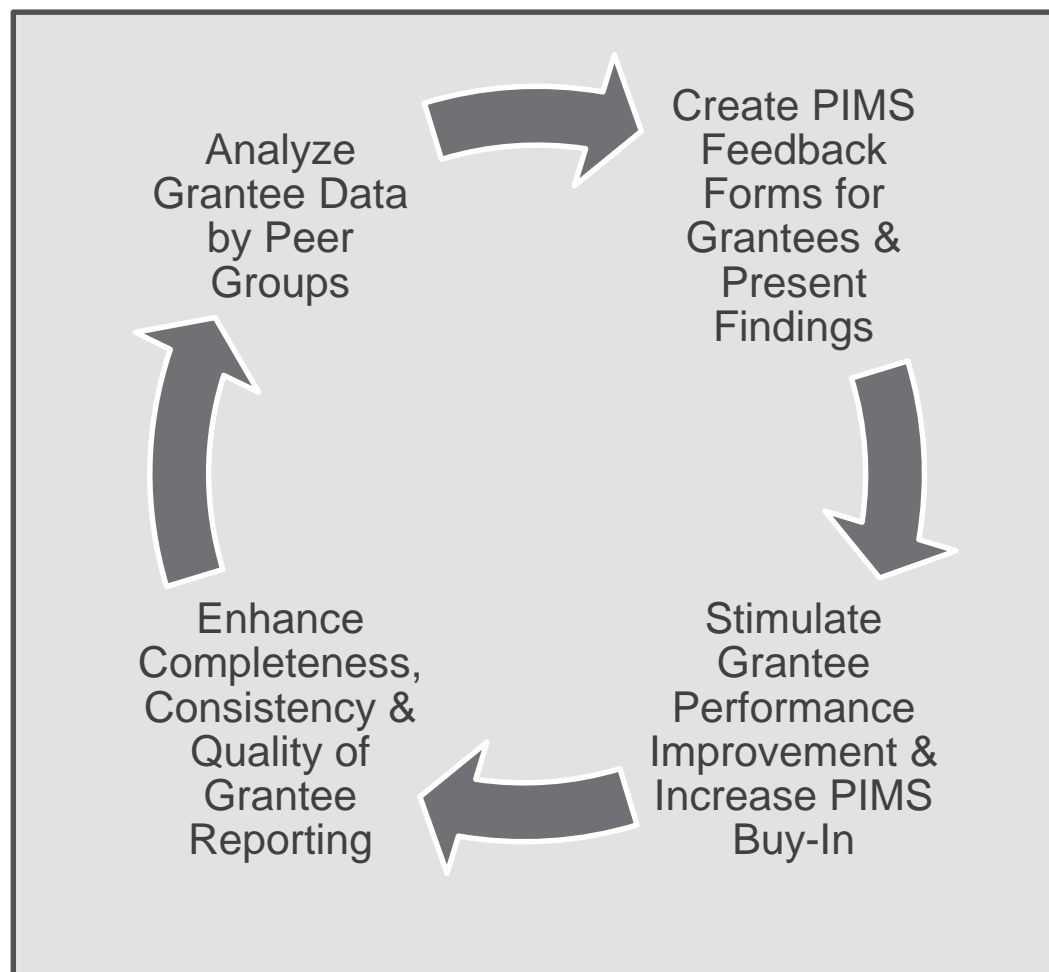 Analyze
Grantee Data
by Peer
Groups
Create PIMS
Feedback
Forms for
Grantees &
Present
Findings
Stimulate
Grantee
Performance
Improvement &
Increase PIMS
Buy-In
Enhance
Completeness,
Consistency &
Quality of
Grantee
Reporting